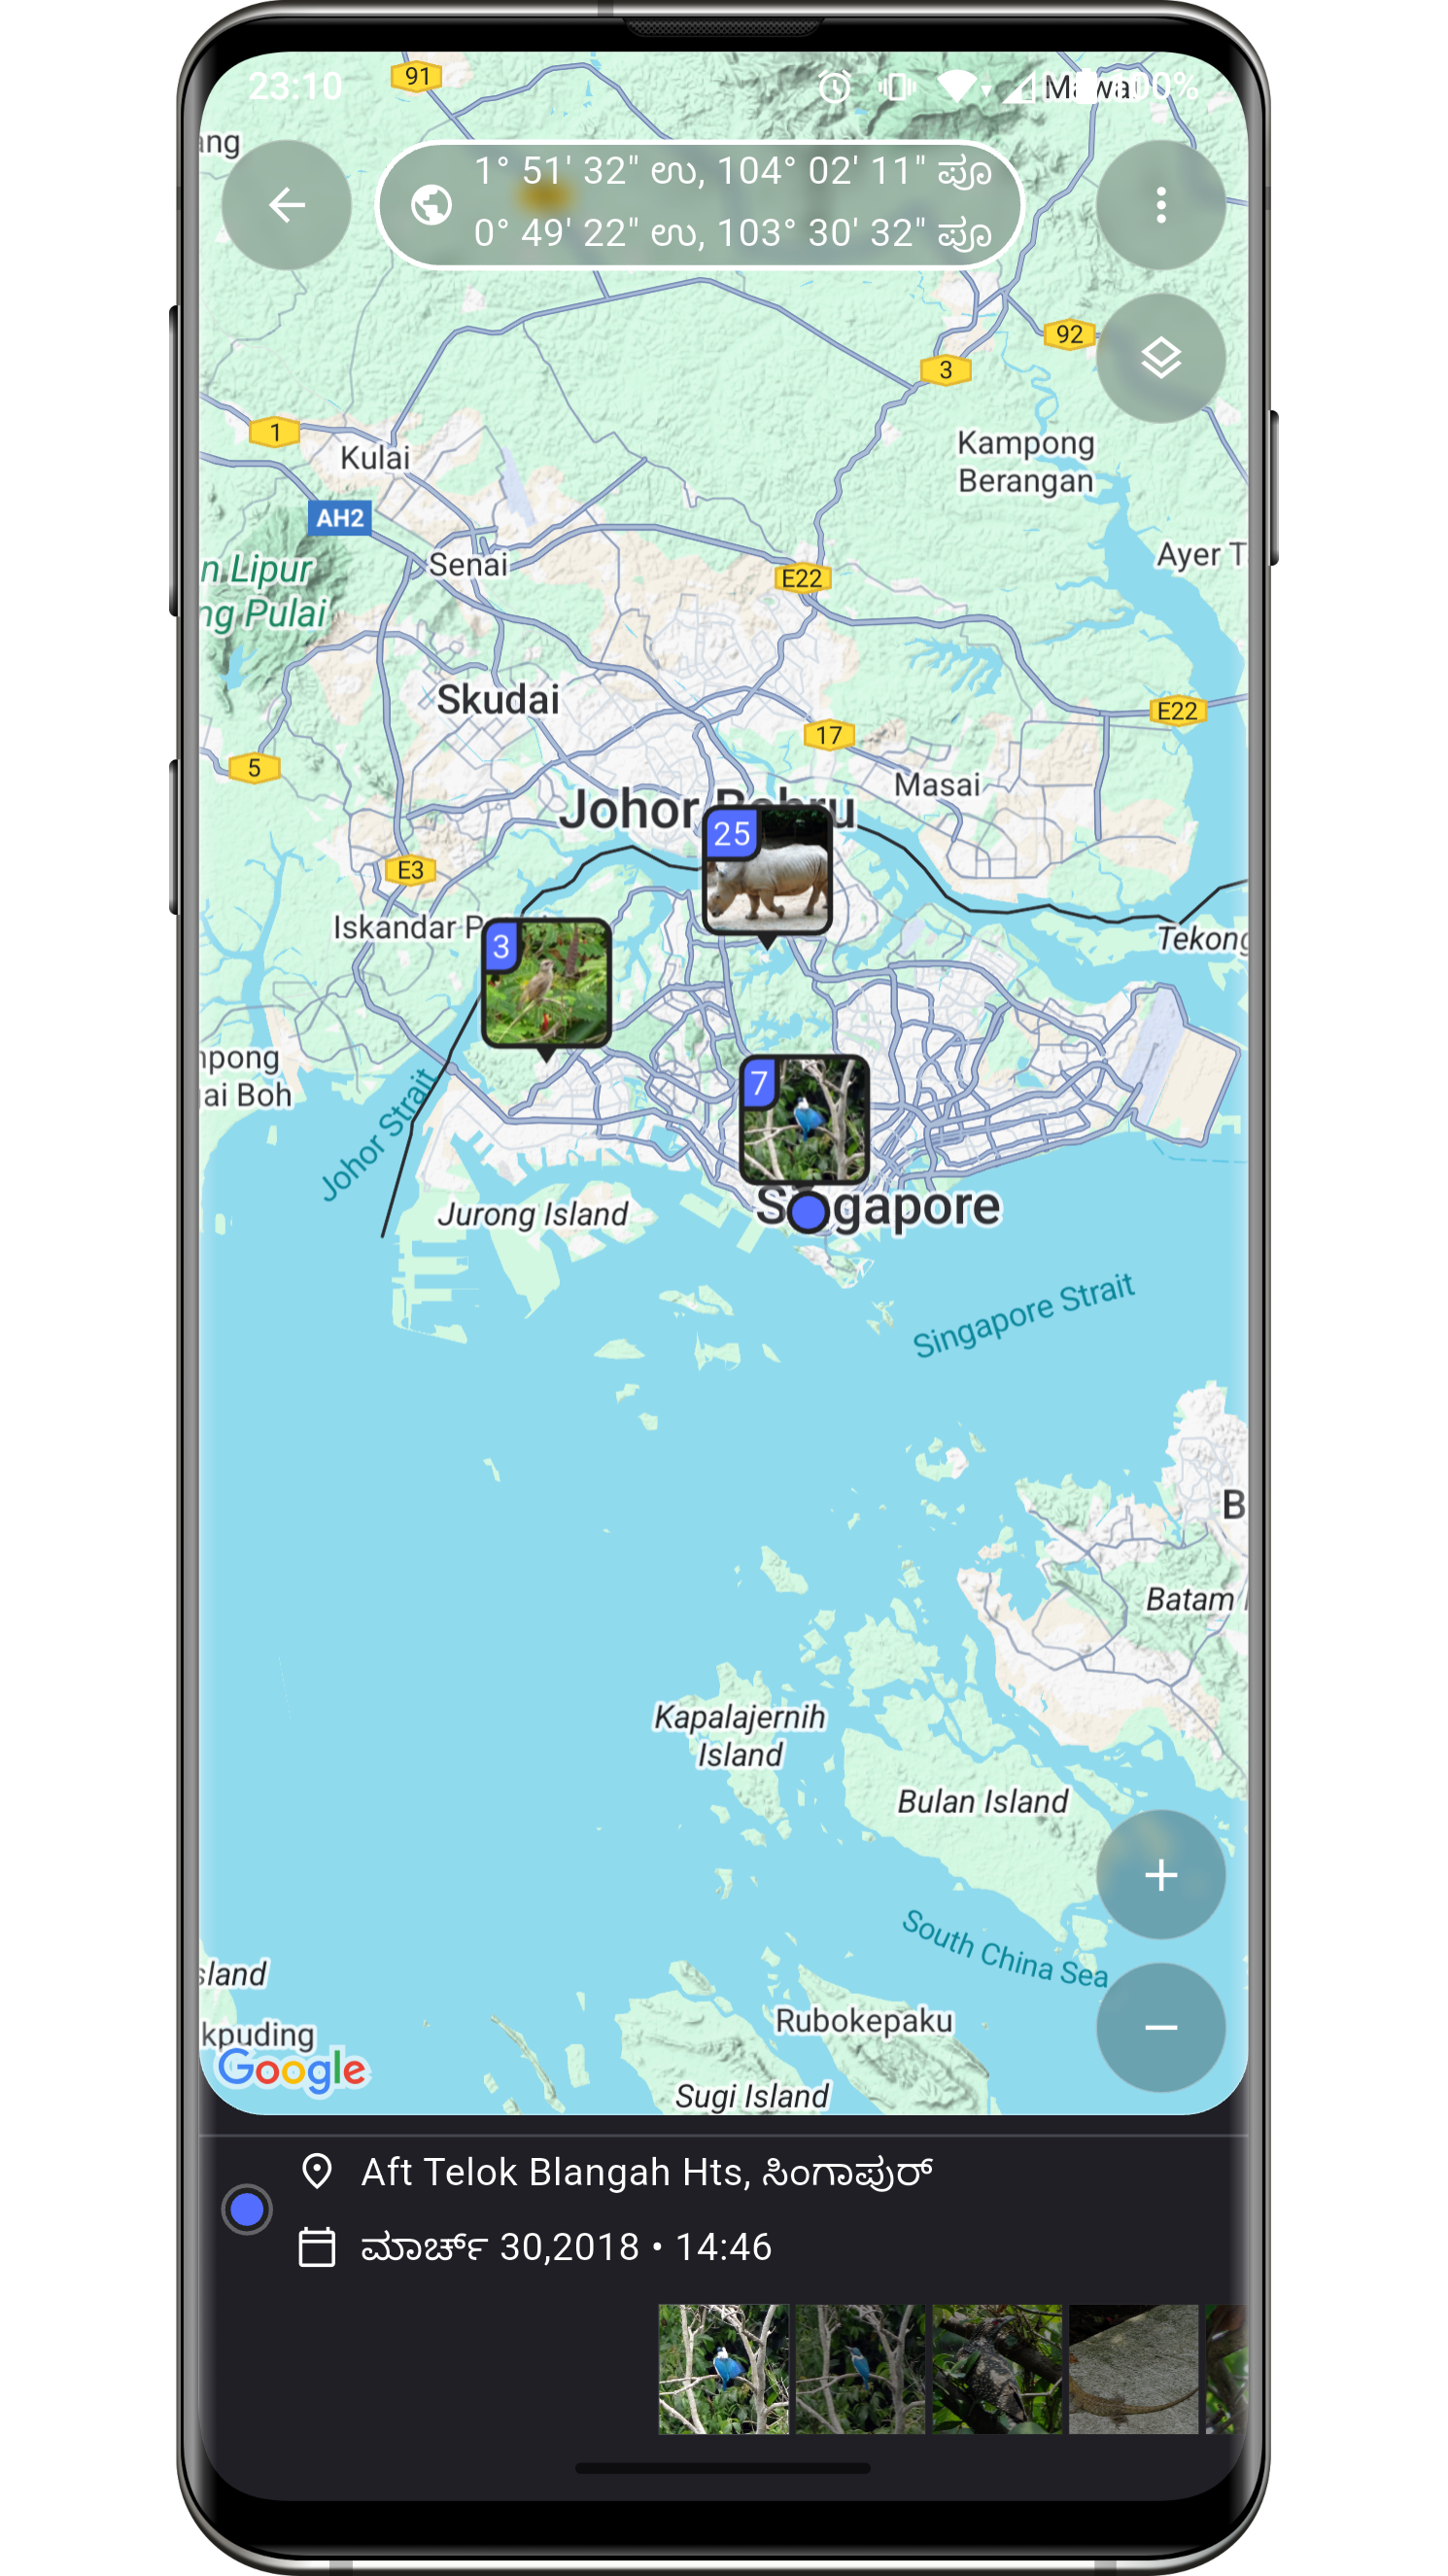 23:10
91
100%
ang
1° 51' 32" ಉ, 104° 02' 11" ಪೂ
0° 49' 22" ಉ, 103° 30' 32" ಪೂ
92
3
1
Kulai
Kampong
Berangan
AH2
Senai
Ayer T
n Lipur
ng Pulai
E22
Skudai
E22
17
5
Masai
Johor Bahru
25
E3
Iskandar P
3
Tekong
npong
ai Boh
7
Johor Strait
Jurong Island
Singapore
Singapore Strait
B
Batam
Kapalajernih
Island
Bulan Island
South China Sea
sland
Rubokepaku
kpuding
Google
Sugi Island
Aft Telok Blangah Hts, ಸಿಂಗಾಪುರ್
ಮಾರ್ಚ್ 30,2018 • 14:46